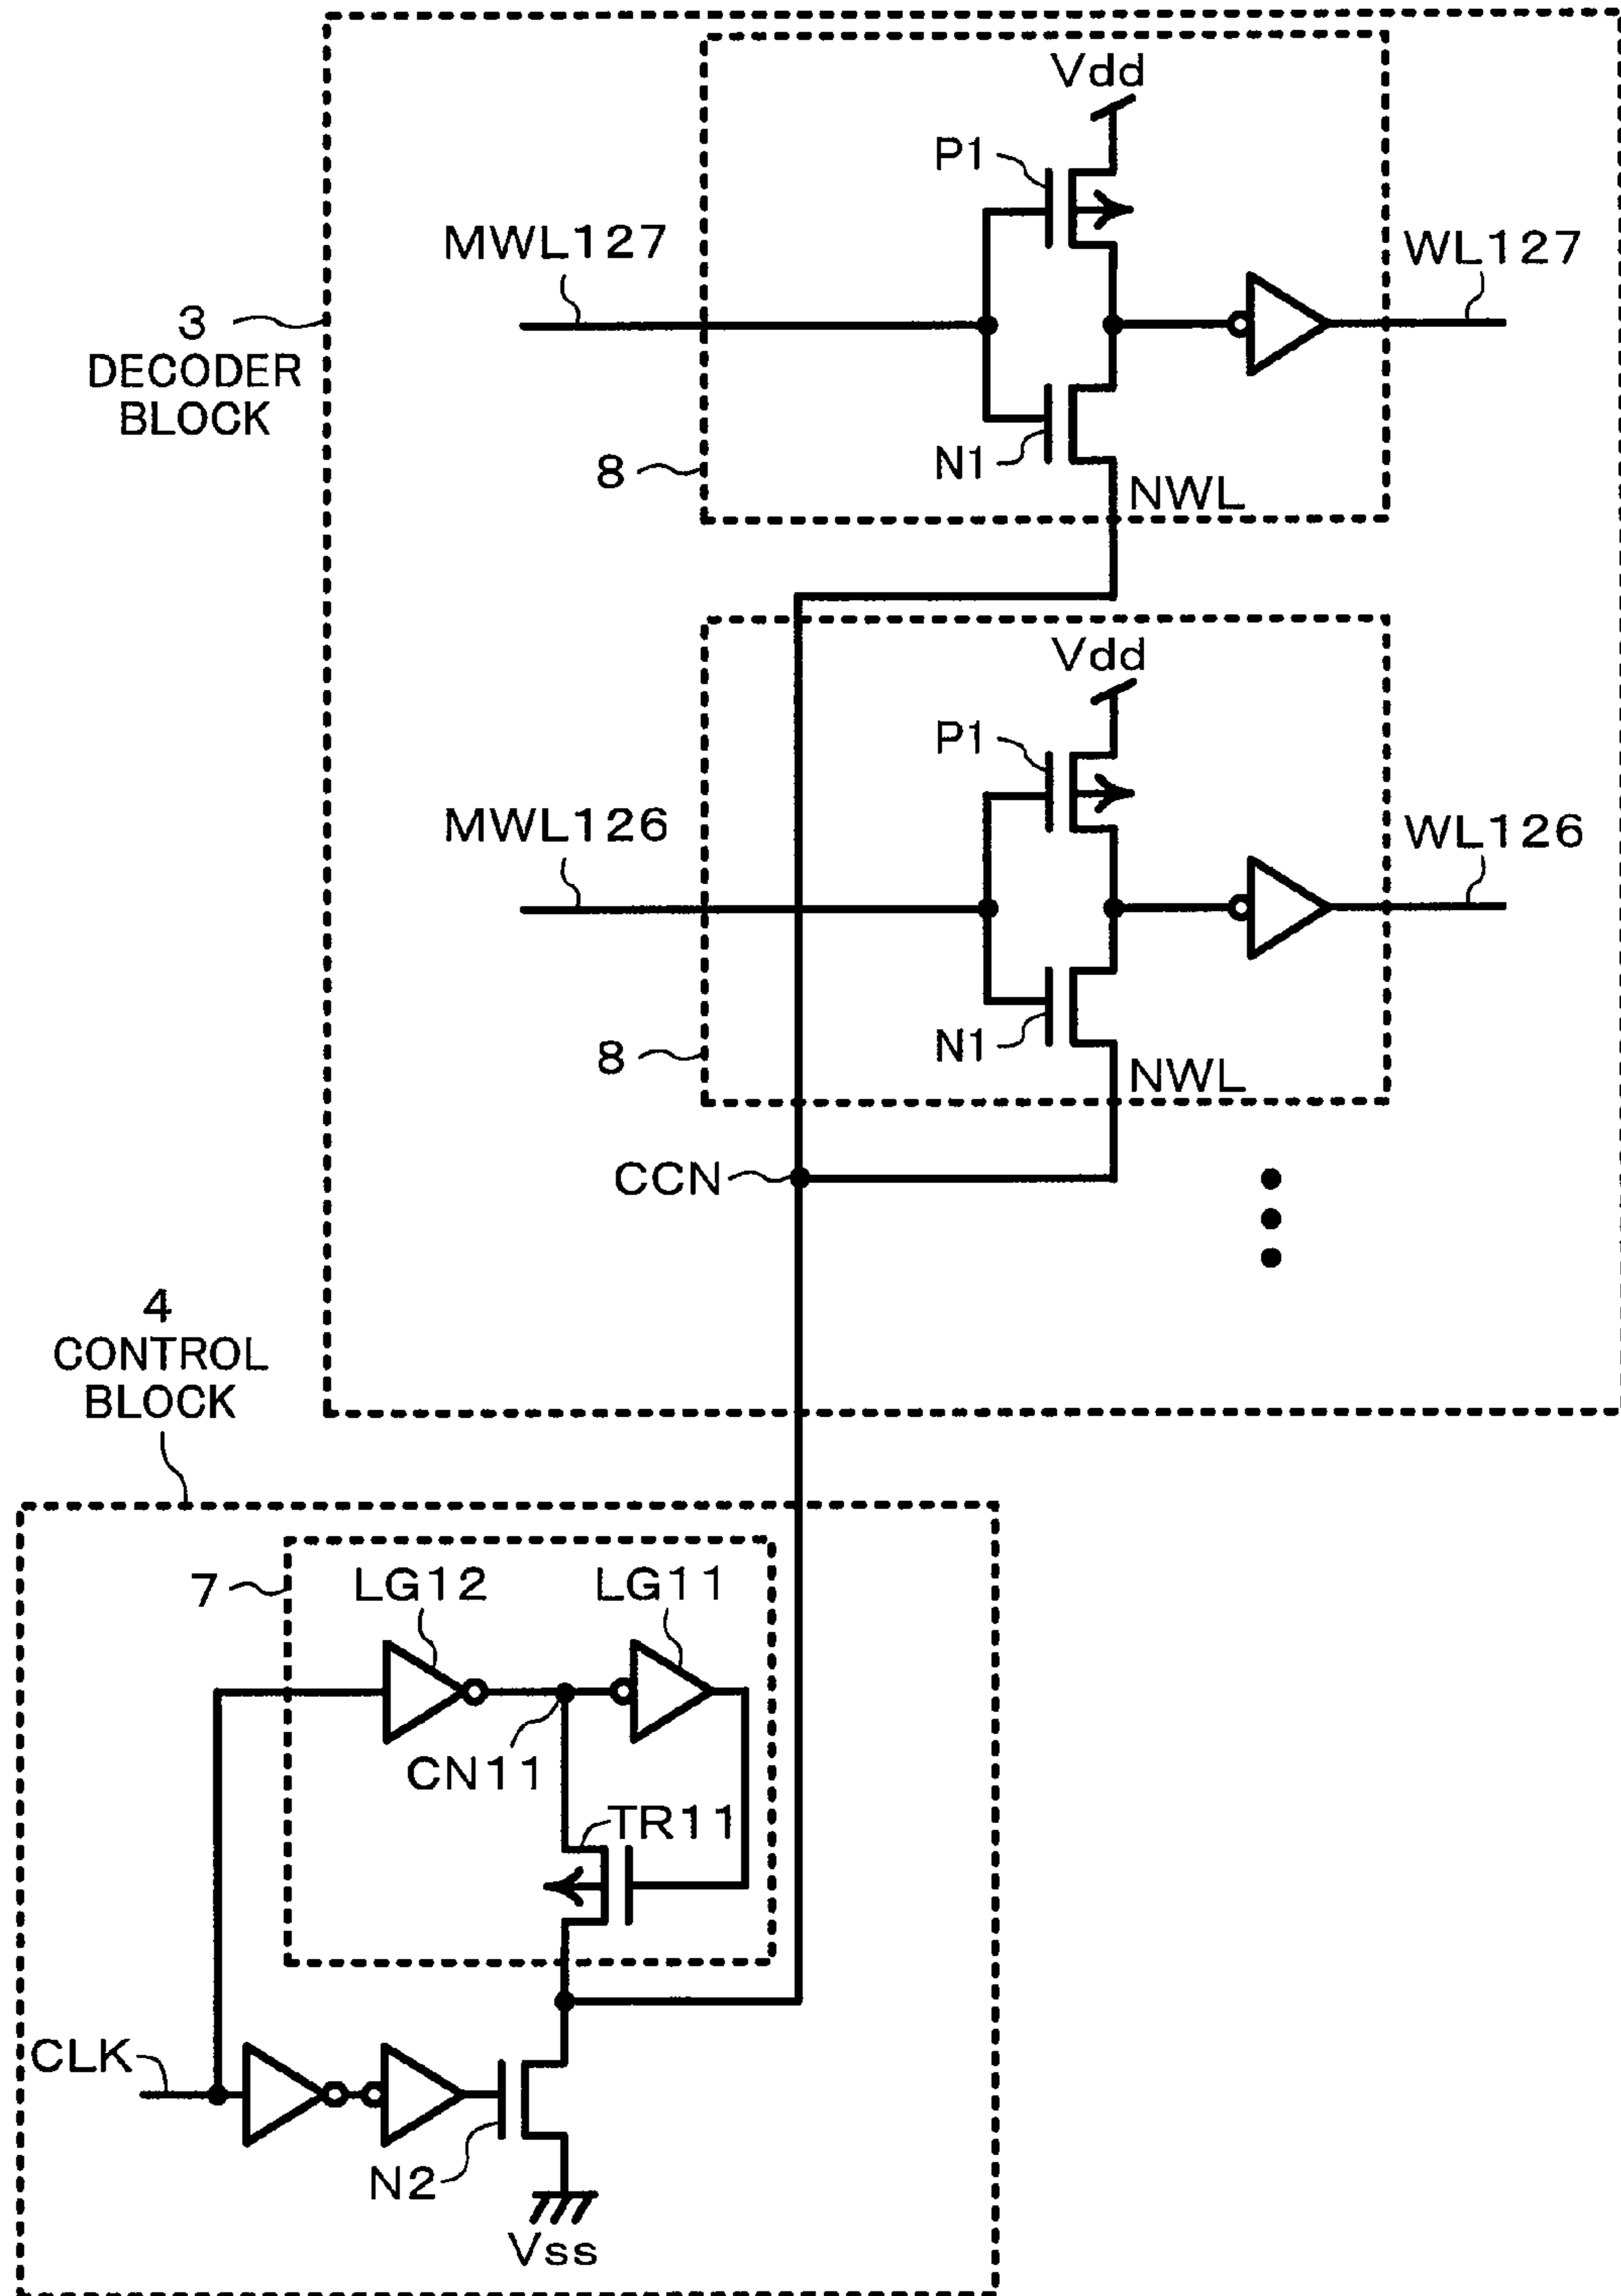 Vdd
P1
MWL127
WL127
3
DECODER
BLOCK
8
N1
NWL
Vdd
P1
MWL126
WL126
8
N1
NWL
CCN
4
CONTROL
BLOCK
7
LG12
LG11
CN11
TR11
CLK
N2
Vss